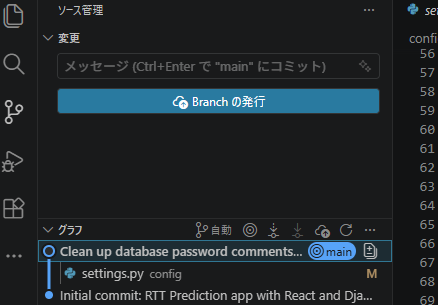 ソース管理
set
変更
config
メッセージ (Ctrl+Enter で "main" にコミット)
Branch の発行
56
57
58
59
60
61
62
63
64
65
66
67
68
69
グラフ
自動
Clean up database password comments...
main
settings.py config
M
Initial commit: RTT Prediction app with React and Dja...